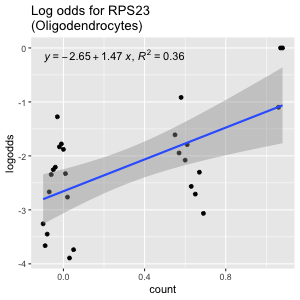 Log odds for RPS23
(Oligodendrocytes)
y = −2.65 + 1.47 x, R² = 0.36
0
-1
-2
-3
-4
logodds
0.0 0.4 0.8
count